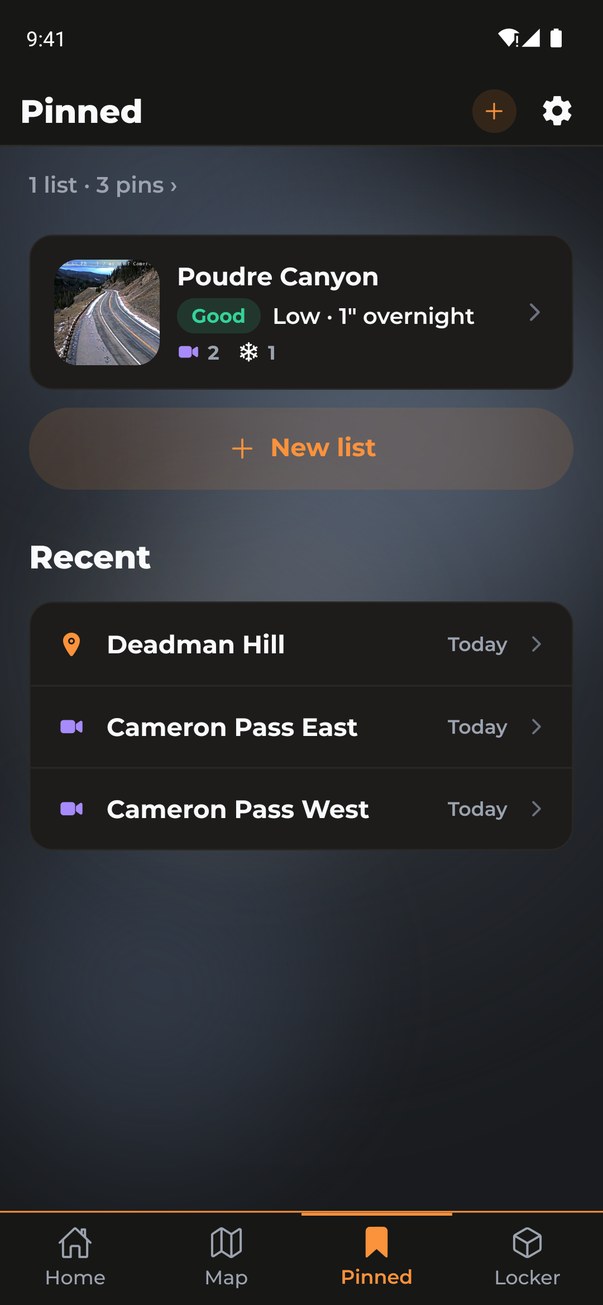 9:41
Pinned
1 list · 3 pins ›
Poudre Canyon
Good Low · 1" overnight
2 1
+ New list
Recent
Deadman Hill Today
Cameron Pass East Today
Cameron Pass West Today
Home Map Pinned Locker